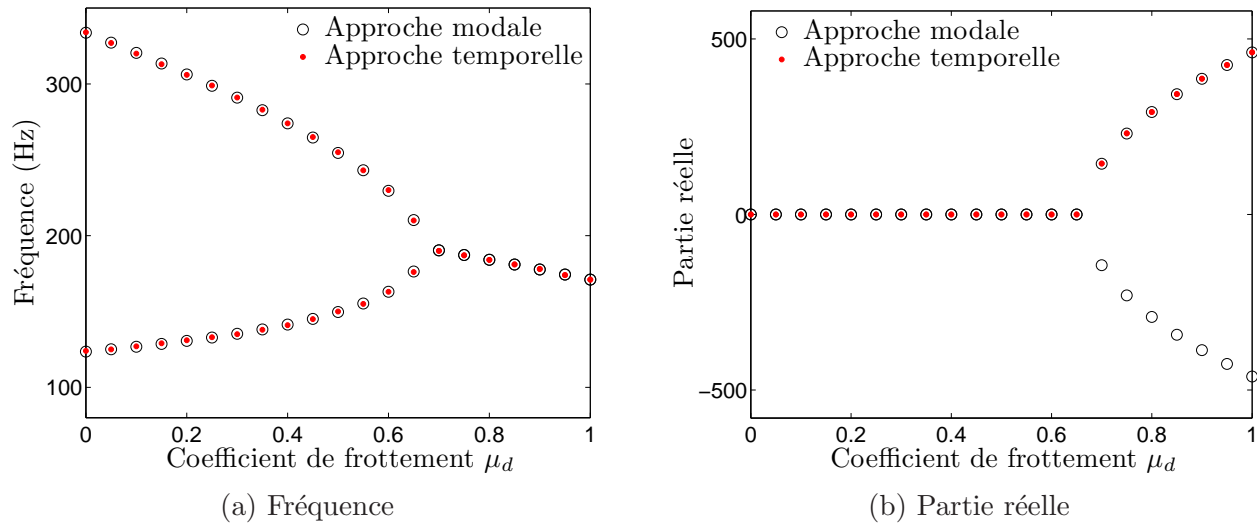 Approche modale
Approche temporelle
300
200
100
0
0.2
0.4
0.6
0.8
1
Fréquence (Hz)
Coefficient de frottement μd
(a) Fréquence
Approche modale
Approche temporelle
500
0
−500
0
0.2
0.4
0.6
0.8
1
Partie réelle
Coefficient de frottement μd
(b) Partie réelle